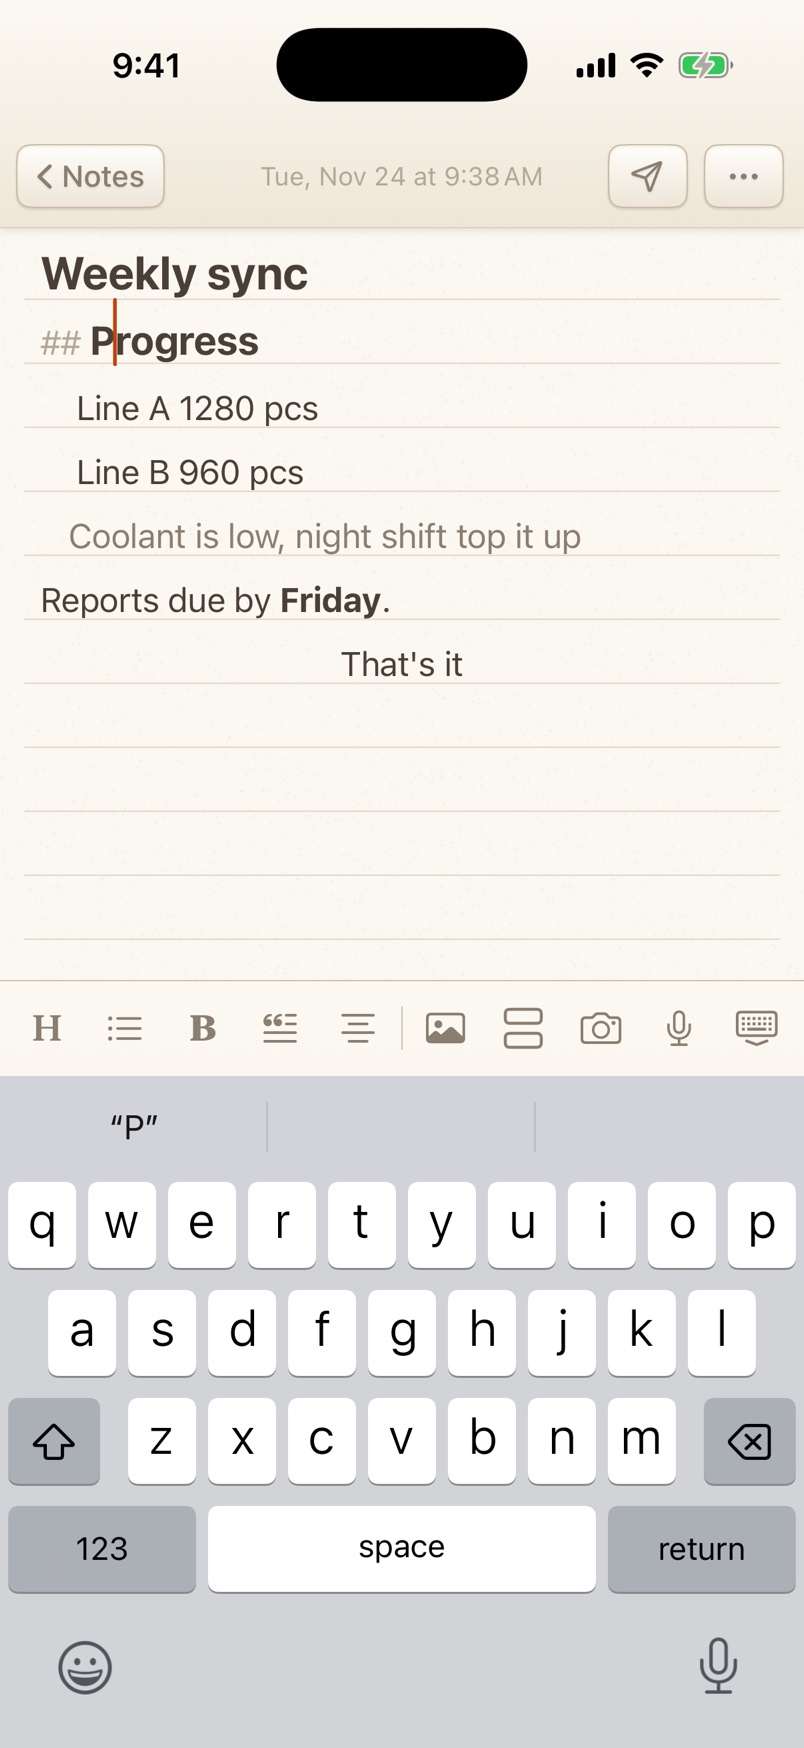 9:41
Notes
Tue, Nov 24 at 9:38 AM
Weekly sync
## Progress
Line A 1280 pcs
Line B 960 pcs
Coolant is low, night shift top it up
Reports due by Friday.
That's it
H B
“P”
q w e r t y u i o p
a s d f g h j k l
z x c v b n m
123 space return